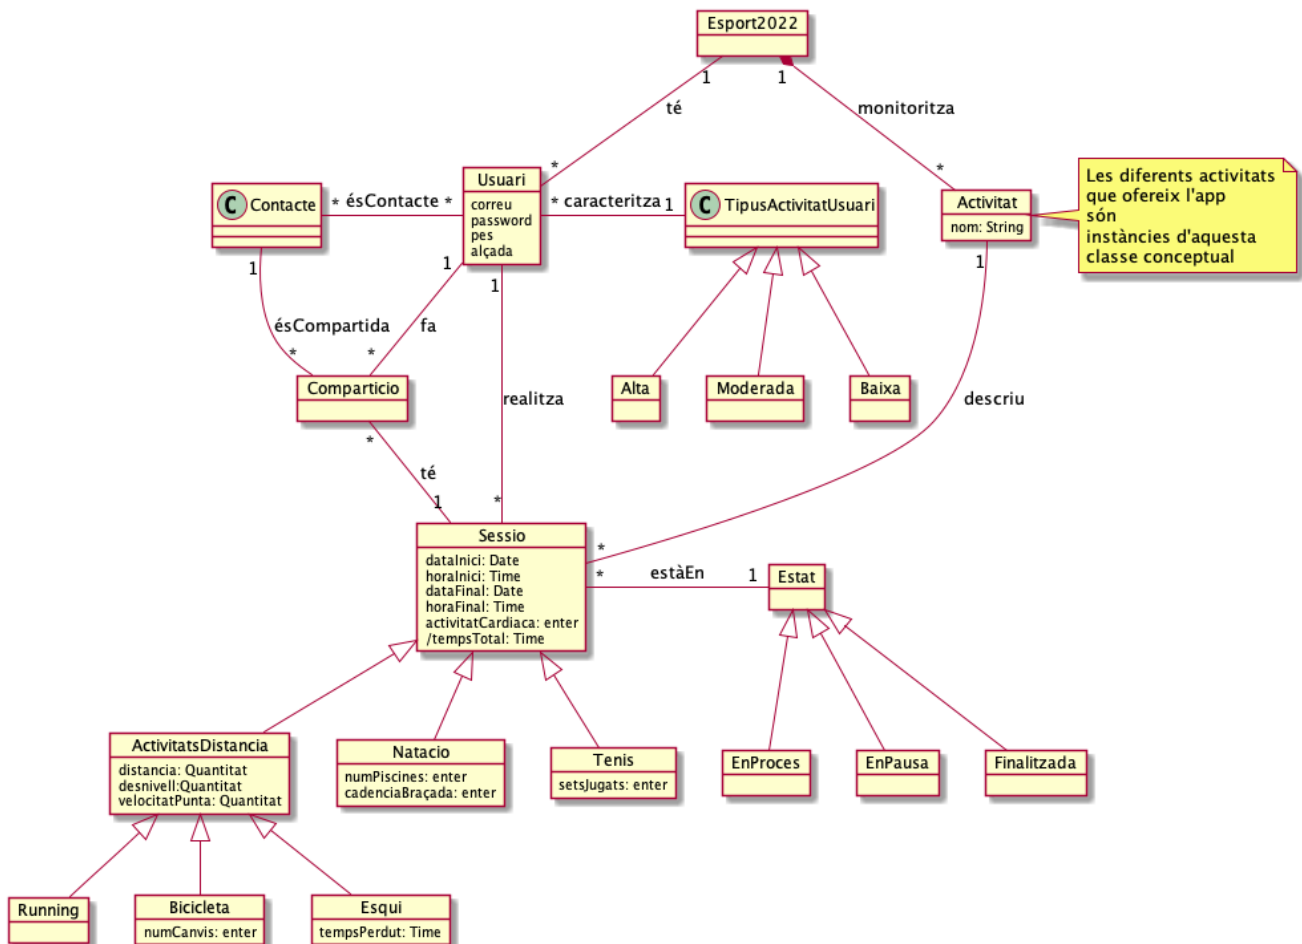 Esport2022
1
1
té
monitoritza
*
*
Usuari
correu
password
pes
alçada
C Contacte
* ésContacte *
* caracteritza 1
C TipusActivitatUsuari
Activitat
nom: String
Les diferents activitats
que ofereix l'app
són
instàncies d'aquesta
classe conceptual
1
1
1
1
ésCompartida
fa
*
*
Comparticio
realitza
Alta
Moderada
Baixa
descriu
*
té
1
*
Sessio
dataInici: Date
horaInici: Time
dataFinal: Date
horaFinal: Time
activitatCardiaca: enter
/tempsTotal: Time
*
* estàEn 1
Estat
ActivitatsDistancia
distancia: Quantitat
desnivell:Quantitat
velocitatPunta: Quantitat
Natacio
numPiscines: enter
cadenciaBraçada: enter
Tenis
setsJugats: enter
EnProces
EnPausa
Finalitzada
Running
Bicicleta
numCanvis: enter
Esqui
tempsPerdut: Time